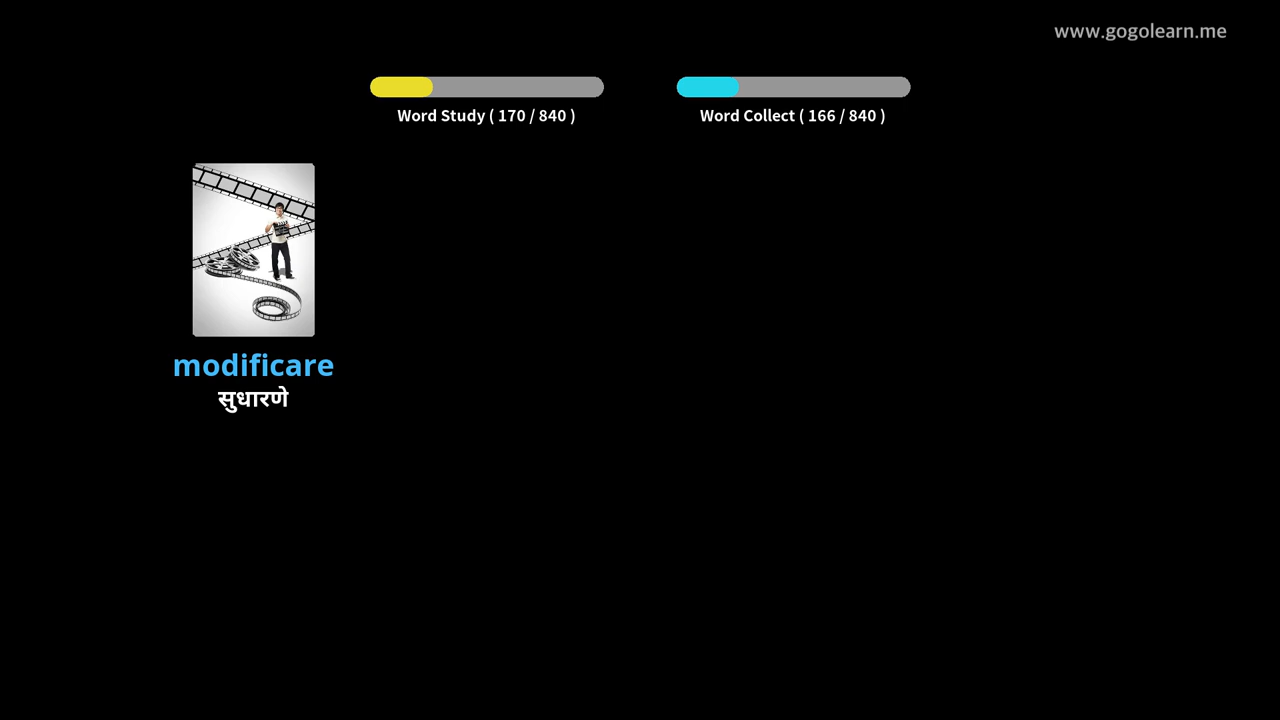 www.gogolearn.me
Word Study ( 170 / 840 )
Word Collect ( 166 / 840 )
modificare
सुधारणे